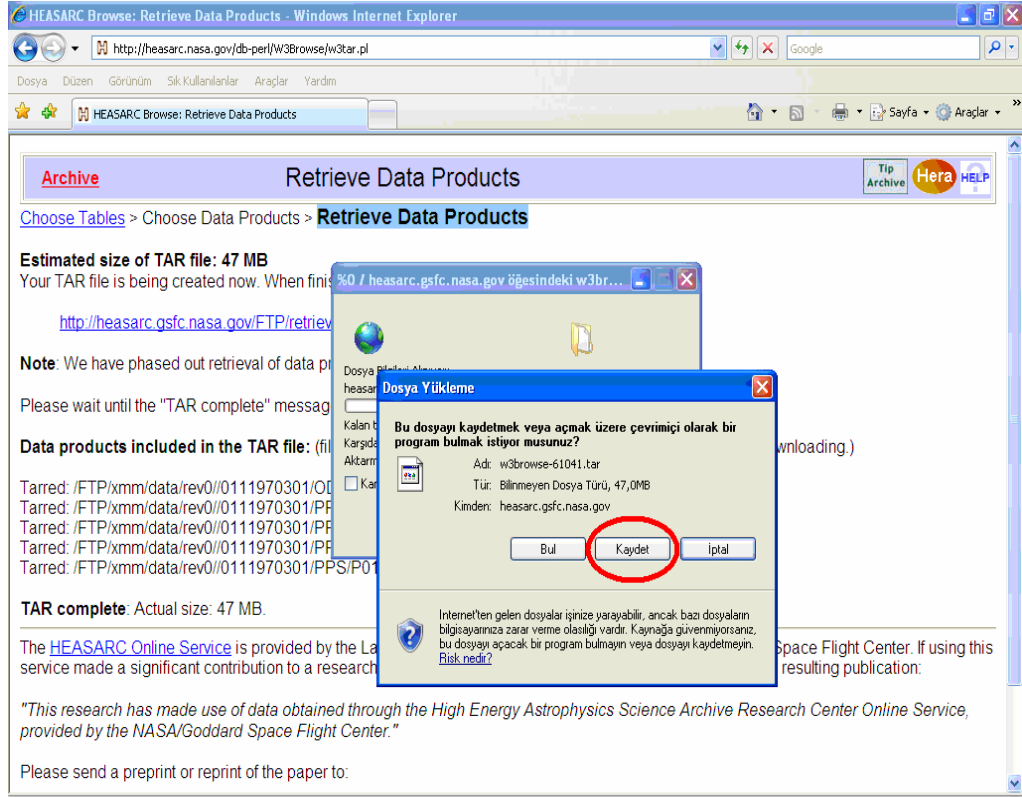 HEASARC Browse: Retrieve Data Products - Windows Internet Explorer
http://heasarc.nasa.gov/db-perl/W3Browse/w3tar.pl
Google
Dosya Düzen Görünüm Sık Kullanılanlar Araçlar Yardım
HEASARC Browse: Retrieve Data Products
Sayfa Araçlar
Archive
Retrieve Data Products
Tip Archive
Hera
HELP
Choose Tables > Choose Data Products > Retrieve Data Products
Estimated size of TAR file: 47 MB
Your TAR file is being created now. When finis
http://heasarc.gsfc.nasa.gov/FTP/retriev
Note: We have phased out retrieval of data pr
Please wait until the "TAR complete" messag
Data products included in the TAR file: (fil
wnloading.)
Tarred: /FTP/xmm/data/rev0//0111970301/OD
Tarred: /FTP/xmm/data/rev0//0111970301/PP
Tarred: /FTP/xmm/data/rev0//0111970301/PP
Tarred: /FTP/xmm/data/rev0//0111970301/PP
Tarred: /FTP/xmm/data/rev0//0111970301/PPS/P01
TAR complete: Actual size: 47 MB.
The HEASARC Online Service is provided by the La
Space Flight Center. If using this
service made a significant contribution to a research
resulting publication:
"This research has made use of data obtained through the High Energy Astrophysics Science Archive Research Center Online Service,
provided by the NASA/Goddard Space Flight Center."
Please send a preprint or reprint of the paper to:
%0 / heasarc.gsfc.nasa.gov öğesindeki w3br...
Dosya
heasar
Kalan t
Karşıda
Aktarm
Kar
Dosya Yükleme
Bu dosyayı kaydetmek veya açmak üzere çevrimiçi olarak bir
program bulmak istiyor musunuz?
Adı: w3browse-61041.tar
Tür: Bilinmeyen Dosya Türü, 47,0MB
Kimden: heasarc.gsfc.nasa.gov
Bul Kaydet İptal
Internet'ten gelen dosyalar işinize yarayabilir, ancak bazı dosyaların
bilgisayarınıza zarar verme olasılığı vardır. Kaynağa güvenmiyorsanız,
bu dosyayı açacak bir program bulmayın veya dosyayı kaydetmeyin.
Risk nedir?